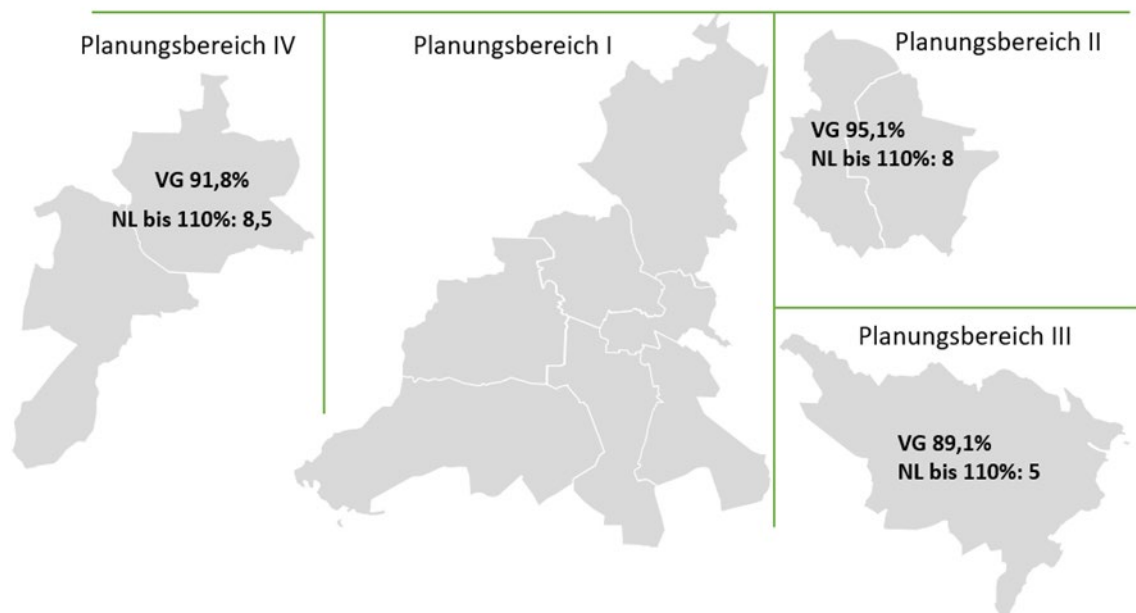 Planungsbereich IV
VG 91,8%
NL bis 110%: 8,5
Planungsbereich I
Planungsbereich II
VG 95,1%
NL bis 110%: 8
Planungsbereich III
VG 89,1%
NL bis 110%: 5